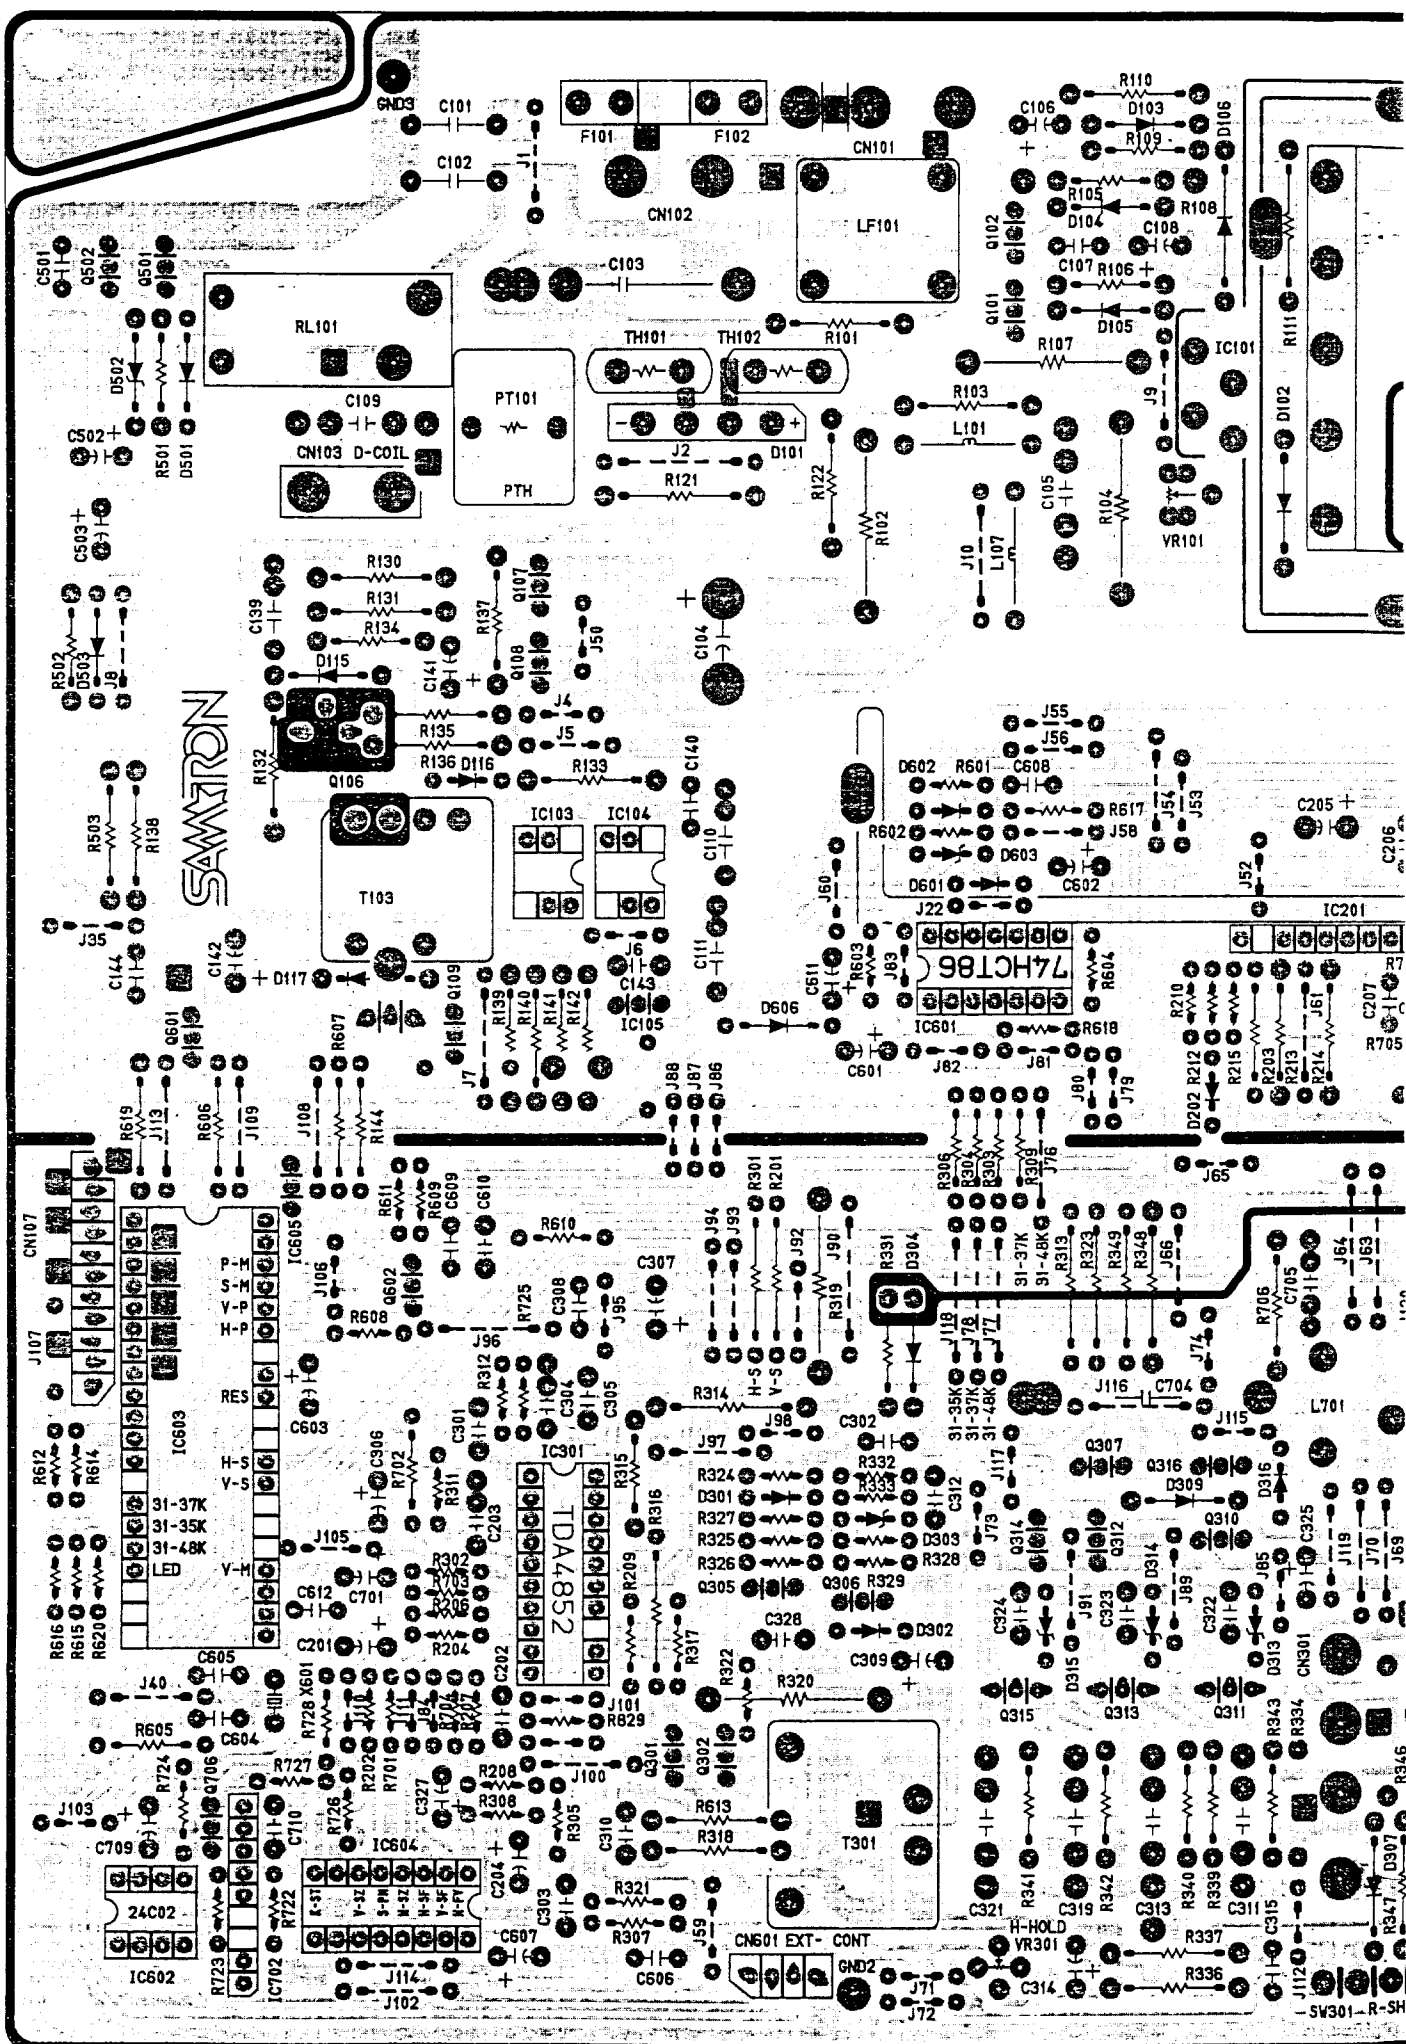 GND3
C101
C102
J1
F101
F102
CN102
CN101
LF101
C106
R110
D103
R109
D106
R105
D104
R108
Q102
C108
C107
R106
Q101
D105
R111
C501
Q502
Q501
RL101
C103
R101
TH101
TH102
R107
IC101
D502
R501
D501
C502
C109
PT101
PTH
CN103 D-COIL
J2
D101
R121
R122
R102
R103
L101
J9
D102
C105
R104
VR101
J10
L107
C503
R130
R131
R134
C139
R137
Q107
Q108
J50
C104
R502
D503
J8
D115
C141
SAMTRON
R132
Q106
R135
R136
D116
J4
J5
R133
C140
J55
J56
D602
R601
C608
R617
R602
J58
D603
C602
J54
J53
C205
C206
R503
R138
IC103
IC104
C110
J60
D601
J22
J52
IC201
T103
J35
C144
C142
D117
J6
C143
IC105
C111
C611
R603
J83
74HCT86
IC601
R604
R618
D606
C601
J82
J81
J80
J79
R210
R212
R215
D202
R203
R213
R214
J61
C207
R705
Q601
R607
Q109
J7
R139
R140
R141
R142
J88
J87
J86
R619
J113
R606
J109
J108
R144
R306
R304
R303
R309
J76
J65
CN107
J107
IC605
R611
R609
C609
C610
R610
R301
R201
J94
J93
J92
J90
R319
R331
D304
31-37K
31-48K
R313
R323
R349
R348
J66
J64
J63
P-M
S-M
V-P
H-P
RES
H-S
V-S
31-37K
31-35K
31-48K
LED
V-M
IC603
J106
Q602
R608
R725
C308
J95
C307
J96
R312
C304
C305
H-S
V-S
J118
J78
J77
31-35K
31-37K
31-48K
R706
C705
J74
J116
C704
J115
L701
C603
R612
R614
C306
R702
C301
R311
IC301
R315
R314
J98
C302
J97
C203
TDA4852
R316
R324
R332
D301
R333
R327
R325
D303
R326
R328
Q305
Q306
R329
C312
J117
J73
Q307
Q316
D316
D309
Q314
Q312
Q310
C325
J85
J119
J70
J69
J105
R302
R703
R206
R204
C701
C612
C201
R616
R615
R620
R209
R317
R322
C328
D302
C309
C324
J91
C323
D314
J89
C322
D315
D313
CN301
C605
J40
C604
R605
X601
R728
J110
J111
J84
R704
R207
C202
J101
R829
R320
Q315
Q313
Q311
R343
R334
R727
R202
R701
R208
R308
C327
J100
Q301
Q302
R724
Q706
J103
C709
C710
R726
IC604
R305
C310
R613
R318
T301
R346
D307
R347
24C02
IC602
R722
R723
IC702
V-SZ
S-PN
H-SZ
C204
C303
R321
R307
J59
C607
C606
J114
J102
CN601 EXT- CONT
GND2
J71
J72
C321
R341
C319
R342
C313
R340
R339
C311
C315
H-HOLD
VR301
C314
R337
R336
J112
SW301
R-SH